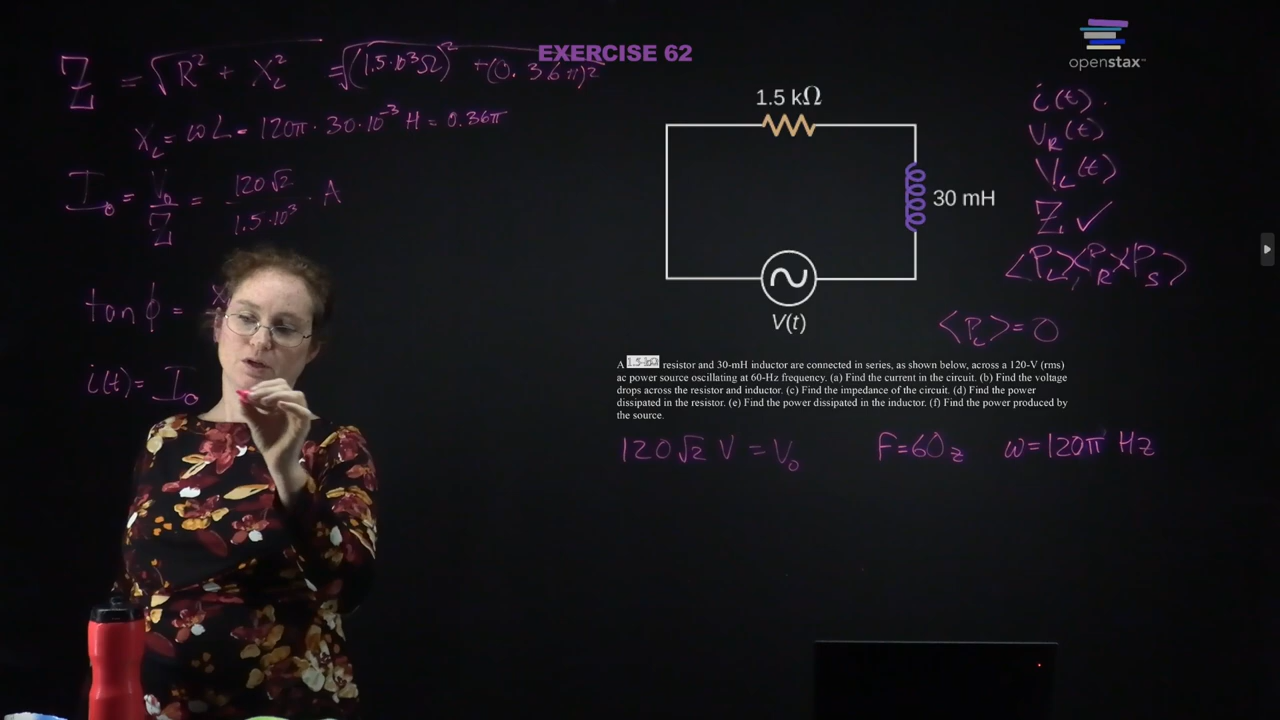 EXERCISE 62
openstax™
Z = √R² + X_L² = √(1.5·10³Ω)² + (0.36π)²
X_L = ωL = 120π · 30·10⁻³ H = 0.36π
I₀ = V₀/Z = 120√2/1.5·10³ · A
tan ϕ = X
i(t) = I₀
1.5 kΩ
30 mH
V(t)
i(t).
V_R(t)
V_L(t)
Z. ✓
<P_L>,<P_R>,<P_S>
<P_L> = 0
A 1.5-kΩ resistor and 30-mH inductor are connected in series, as shown below, across a 120-V (rms)
ac power source oscillating at 60-Hz frequency. (a) Find the current in the circuit. (b) Find the voltage
drops across the resistor and inductor. (c) Find the impedance of the circuit. (d) Find the power
dissipated in the resistor. (e) Find the power dissipated in the inductor. (f) Find the power produced by
the source.
120√2 V = V₀ F=60z ω=120π Hz